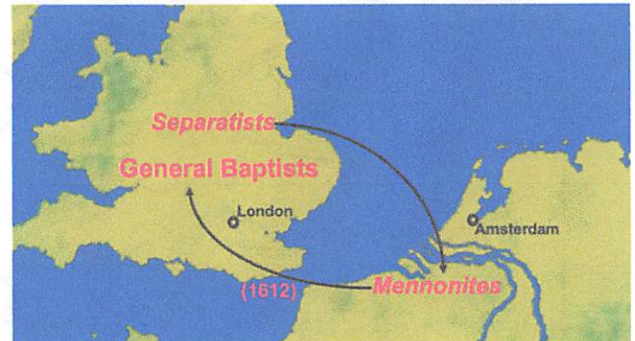 Separatists
General Baptists
London
Amsterdam
(1612)
Mennonites